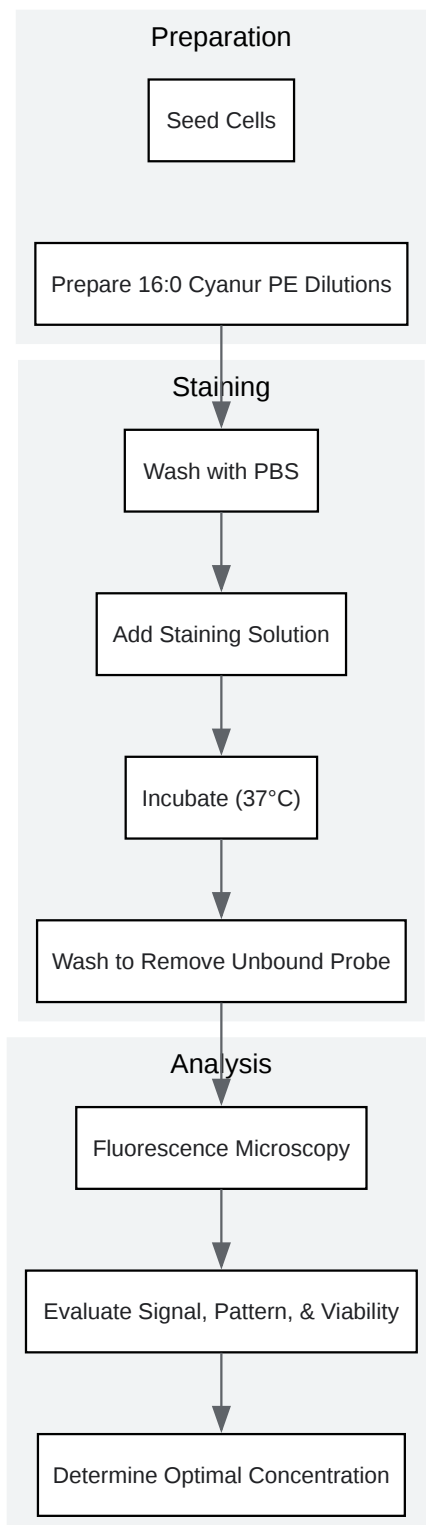 Preparation
Seed Cells
Prepare 16:0 Cyanur PE Dilutions
Staining
Wash with PBS
Add Staining Solution
Incubate (37°C)
Wash to Remove Unbound Probe
Analysis
Fluorescence Microscopy
Evaluate Signal, Pattern, & Viability
Determine Optimal Concentration